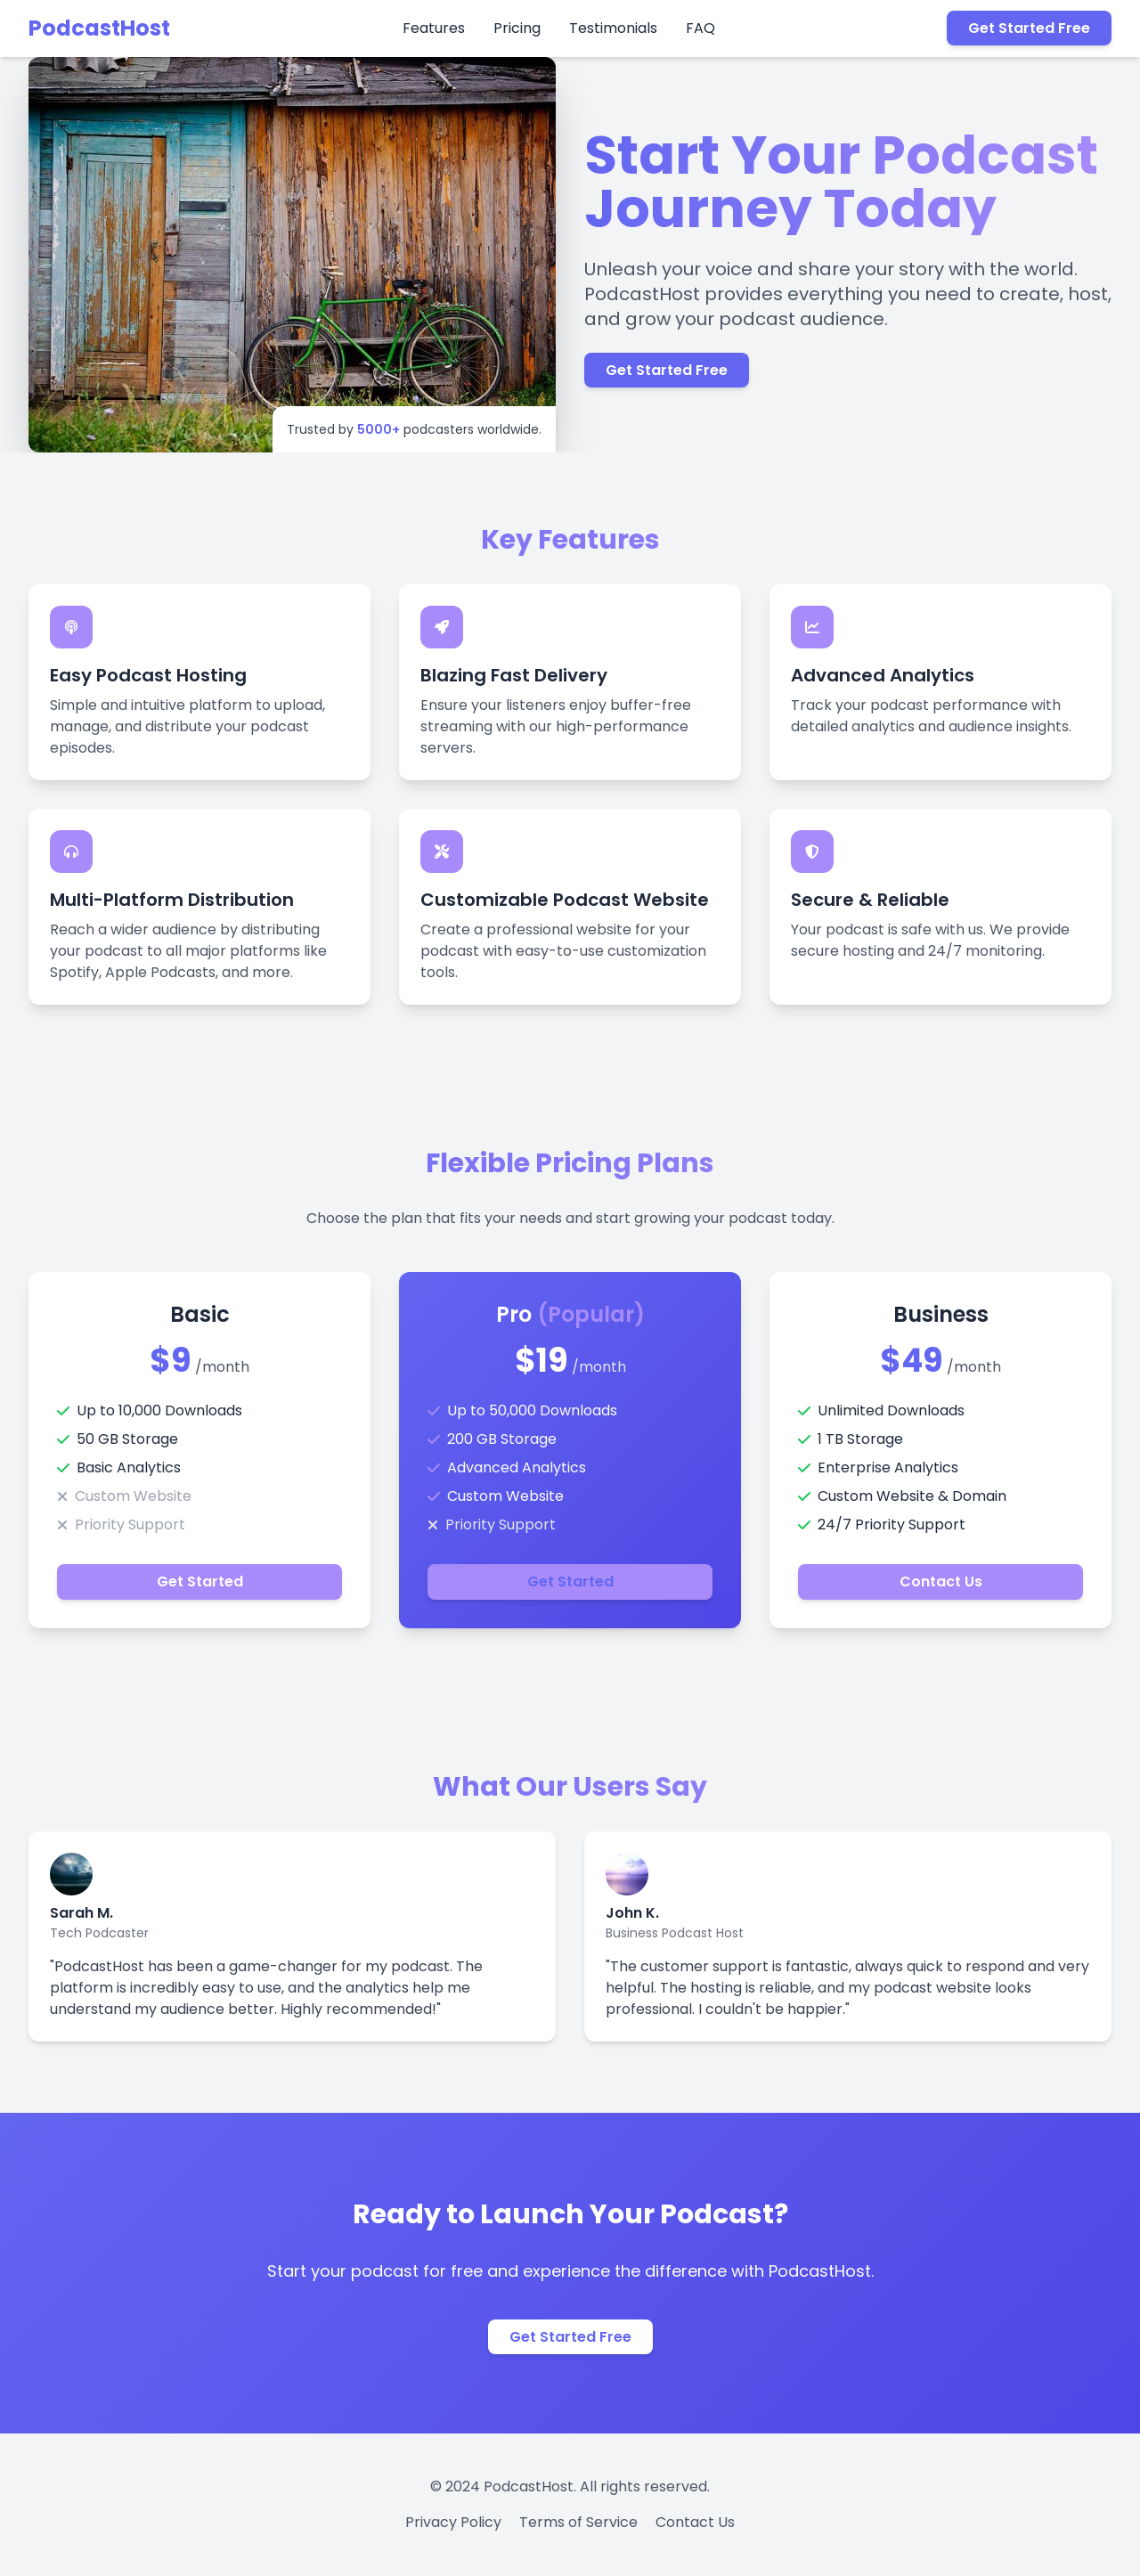 PodcastHost
Features
Pricing
Testimonials
FAQ
Get Started Free
Start Your Podcast
Journey Today
Unleash your voice and share your story with the world.
PodcastHost provides everything you need to create, host,
and grow your podcast audience.
Get Started Free
Trusted by 5000+ podcasters worldwide.
Key Features
Easy Podcast Hosting
Simple and intuitive platform to upload,
manage, and distribute your podcast
episodes.
Blazing Fast Delivery
Ensure your listeners enjoy buffer-free
streaming with our high-performance
servers.
Advanced Analytics
Track your podcast performance with
detailed analytics and audience insights.
Multi-Platform Distribution
Reach a wider audience by distributing
your podcast to all major platforms like
Spotify, Apple Podcasts, and more.
Customizable Podcast Website
Create a professional website for your
podcast with easy-to-use customization
tools.
Secure & Reliable
Your podcast is safe with us. We provide
secure hosting and 24/7 monitoring.
Flexible Pricing Plans
Choose the plan that fits your needs and start growing your podcast today.
Basic
$9 /month
Up to 10,000 Downloads
50 GB Storage
Basic Analytics
Custom Website
Priority Support
Get Started
Pro (Popular)
$19 /month
Up to 50,000 Downloads
200 GB Storage
Advanced Analytics
Custom Website
Priority Support
Get Started
Business
$49 /month
Unlimited Downloads
1 TB Storage
Enterprise Analytics
Custom Website & Domain
24/7 Priority Support
Contact Us
What Our Users Say
Sarah M.
Tech Podcaster
"PodcastHost has been a game-changer for my podcast. The
platform is incredibly easy to use, and the analytics help me
understand my audience better. Highly recommended!"
John K.
Business Podcast Host
"The customer support is fantastic, always quick to respond and very
helpful. The hosting is reliable, and my podcast website looks
professional. I couldn't be happier."
Ready to Launch Your Podcast?
Start your podcast for free and experience the difference with PodcastHost.
Get Started Free
© 2024 PodcastHost. All rights reserved.
Privacy Policy
Terms of Service
Contact Us